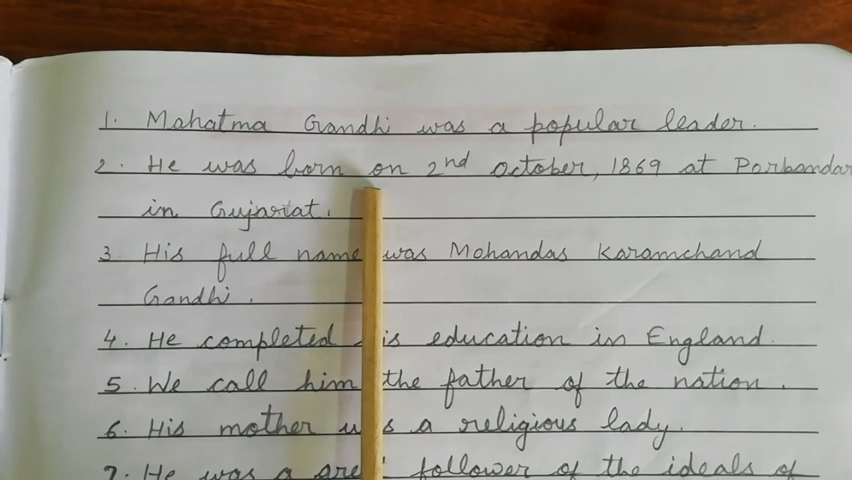 1. Mahatma Gandhi was a popular leader.
2. He was born on 2nd October, 1869 at Porbandar
in Gujarat.
3. His full name was Mohandas Karamchand
Gandhi.
4. He completed his education in England.
5. We call him the father of the nation.
6. His mother was a religious lady.
7. He was a follower of the ideals of